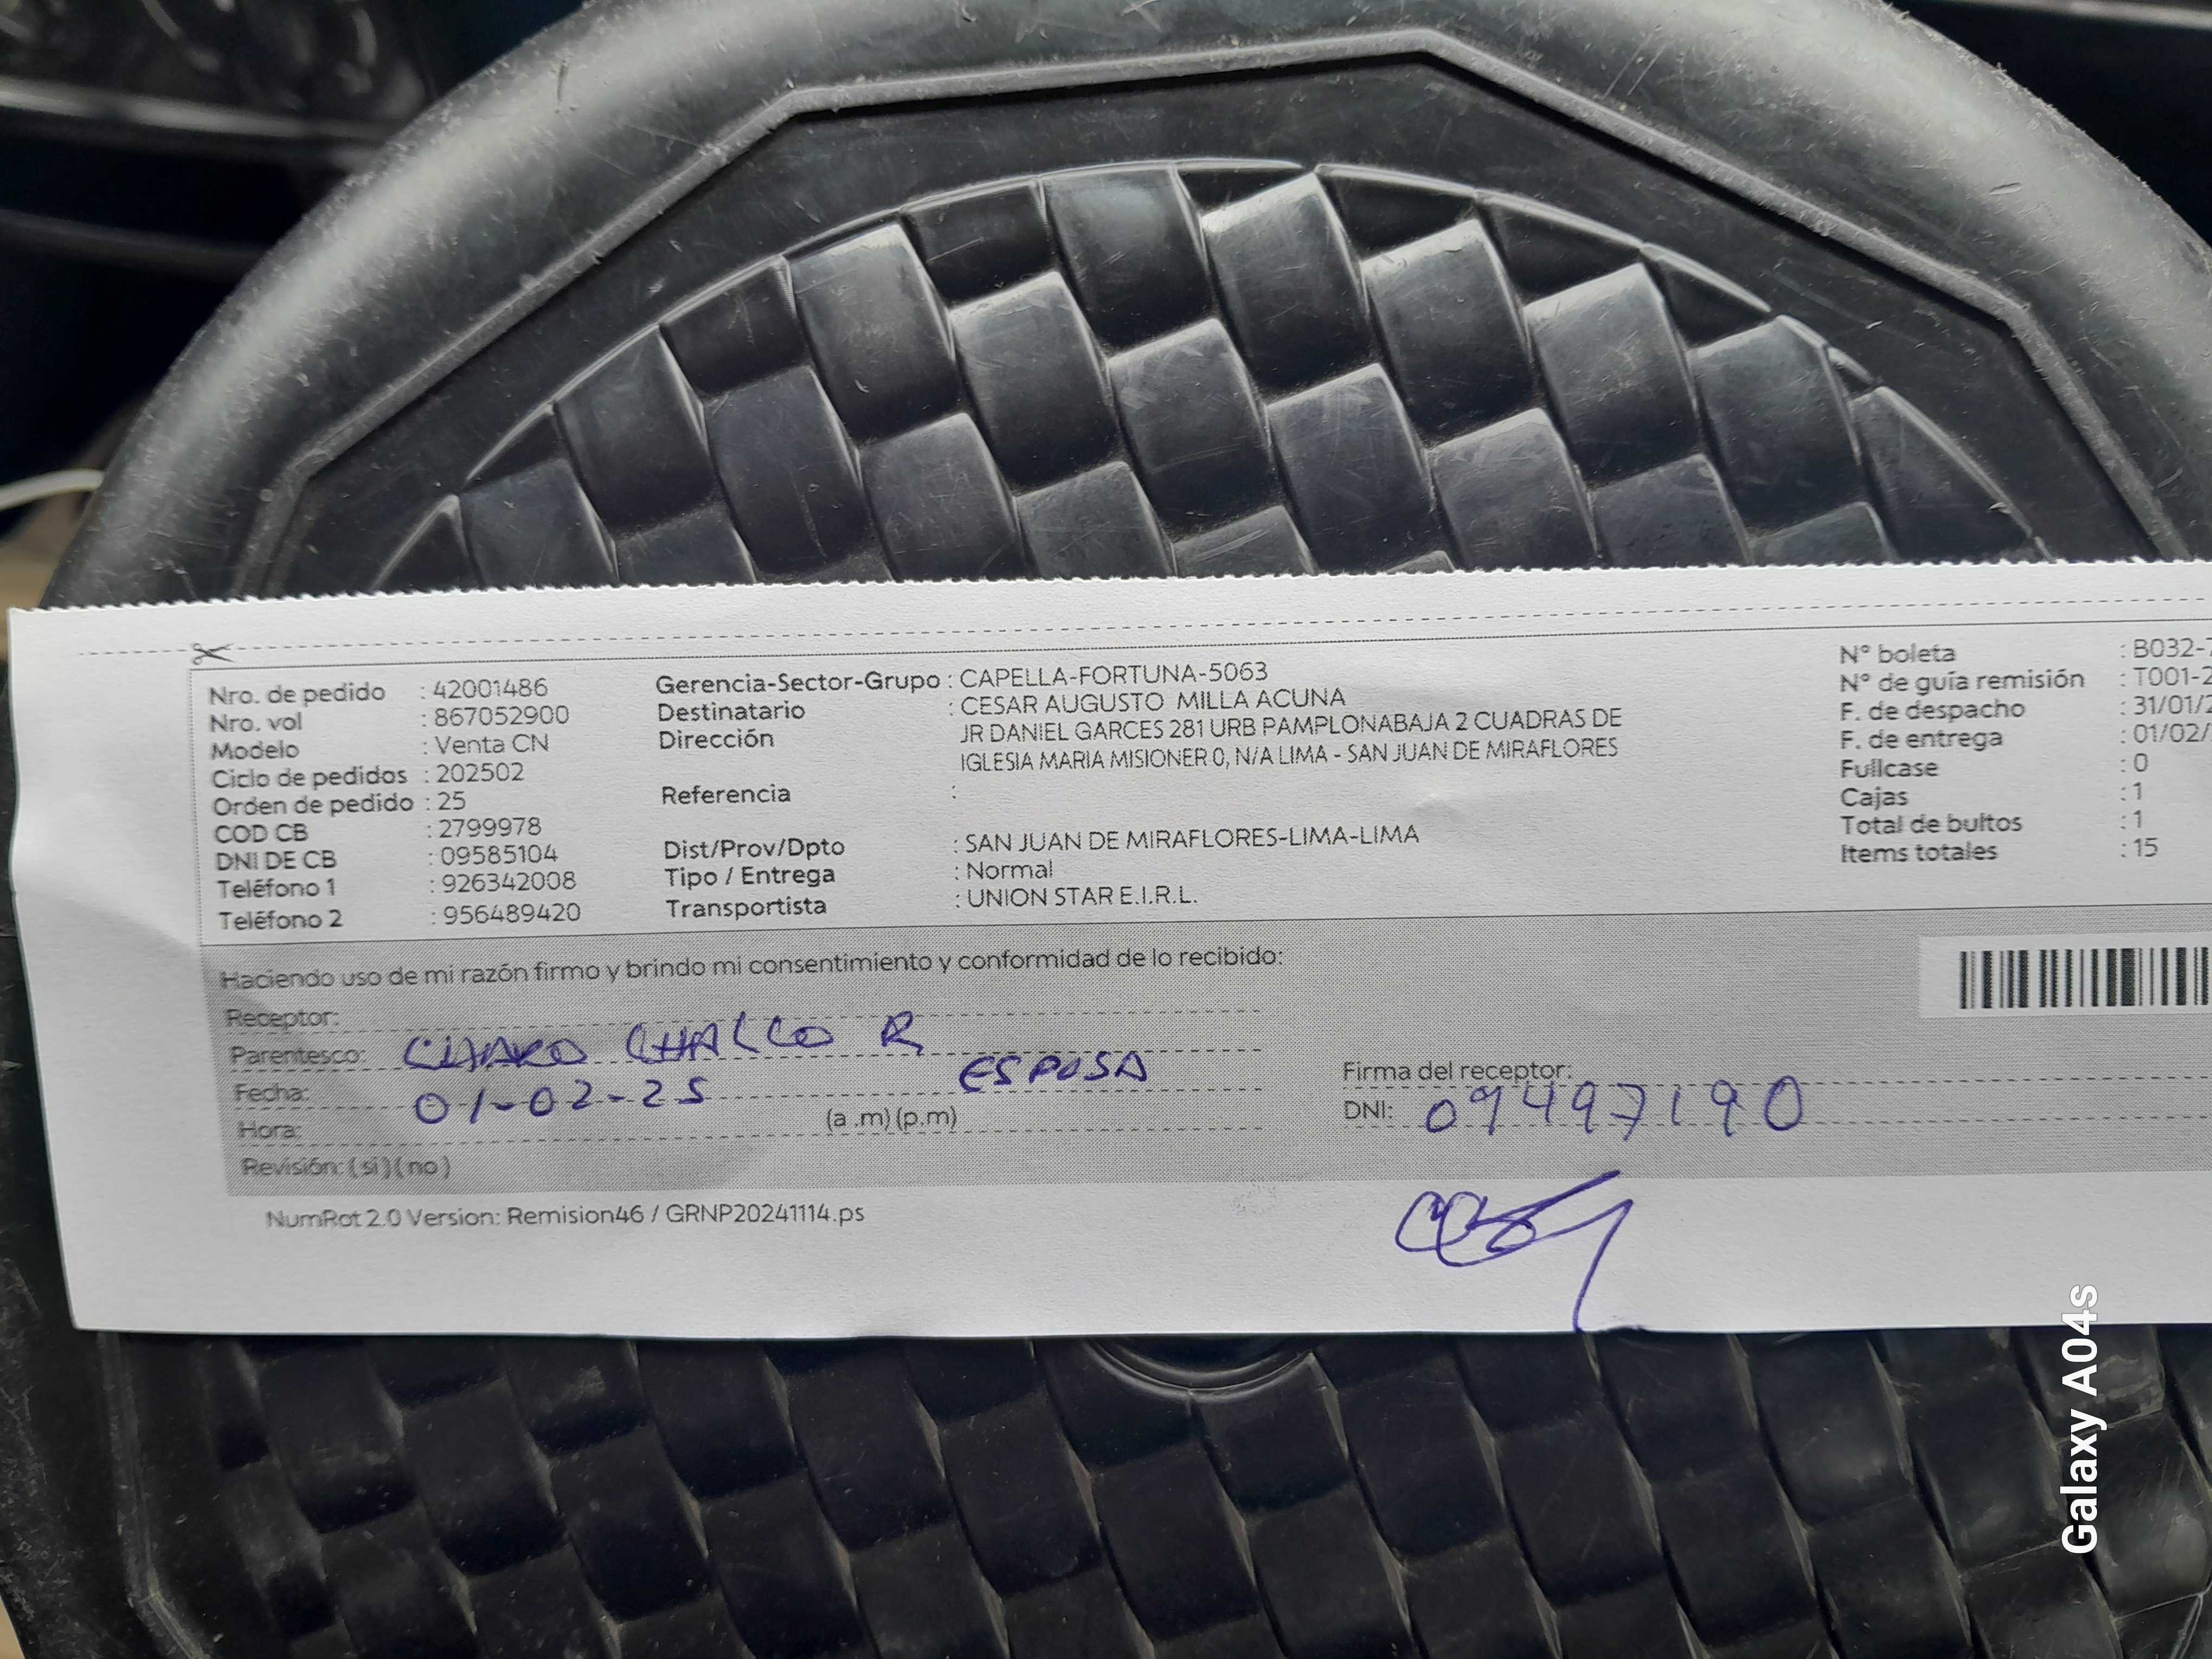 Nro. de pedido : 42001486
Nro. vol : 867052900
Modelo : Venta CN
Ciclo de pedidos : 202502
Orden de pedido : 25
COD CB : 2799978
DNI DE CB : 09585104
Teléfono 1 : 926342008
Teléfono 2 : 956489420
Gerencia-Sector-Grupo : CAPELLA-FORTUNA-5063
Destinatario : CESAR AUGUSTO MILLA ACUNA
Dirección JR DANIEL GARCES 281 URB PAMPLONABAJA 2 CUADRAS DE
IGLESIA MARIA MISIONER 0, N/A LIMA - SAN JUAN DE MIRAFLORES
Referencia :
Dist/Prov/Dpto : SAN JUAN DE MIRAFLORES-LIMA-LIMA
Tipo / Entrega : Normal
Transportista : UNION STAR E.I.R.L.
N° boleta : B032-
N° de guía remisión : T001-2
F. de despacho : 31/01/2
F. de entrega : 01/02/
Fullcase : 0
Cajas : 1
Total de bultos : 1
Items totales : 15
Haciendo uso de mi razón firmo y brindo mi consentimiento y conformidad de lo recibido:
Receptor:
Parentesco: CHARO CHALCO R
ESPOSA
Fecha: 01-02-25
Hora: (a .m) (p.m)
Revisión: ( si ) ( no )
Firma del receptor:
DNI: 09497190
NumRot 2.0 Version: Remision46 / GRNP20241114.ps
Galaxy A04s